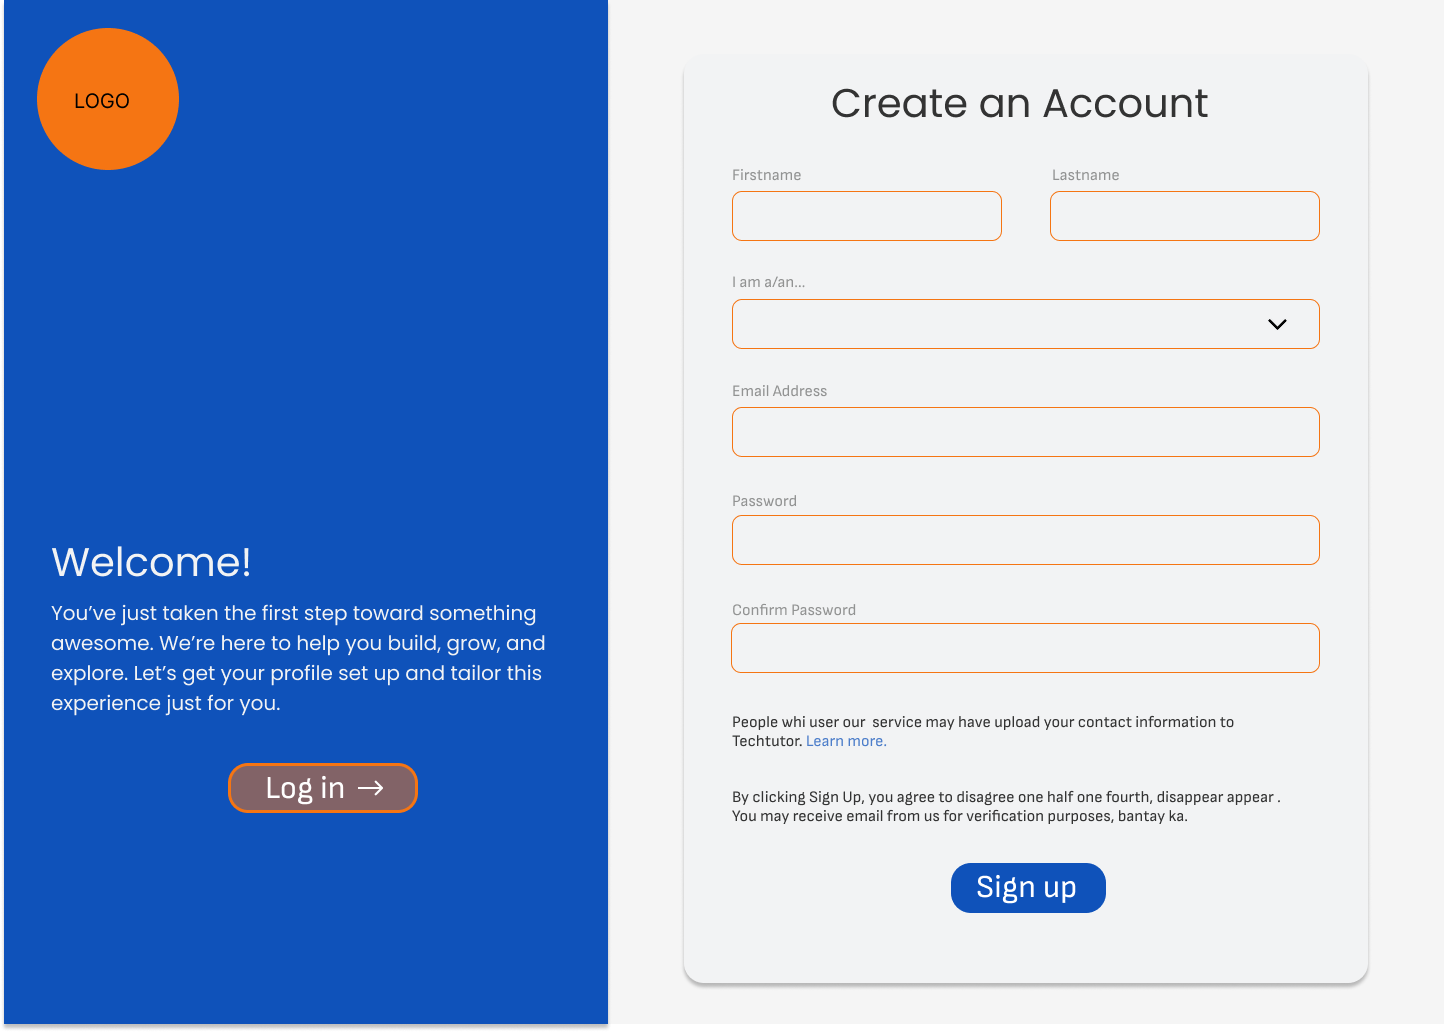 LOGO
Welcome!
You’ve just taken the first step toward something
awesome. We’re here to help you build, grow, and
explore. Let’s get your profile set up and tailor this
experience just for you.
Log in →
Create an Account
Firstname
Lastname
I am a/an...
Email Address
Password
Confirm Password
People whi user our  service may have upload your contact information to
Techtutor. Learn more.
By clicking Sign Up, you agree to disagree one half one fourth, disappear appear .
You may receive email from us for verification purposes, bantay ka.
Sign up